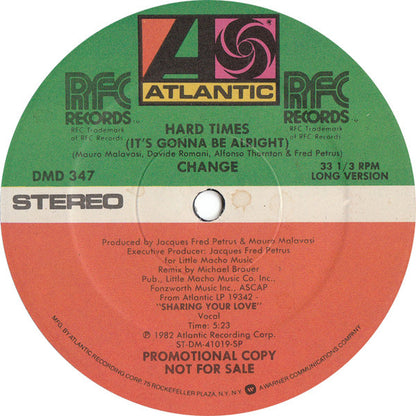 ATLANTIC
RFC
RECORDS™
RFC Trademark
of RFC Records
RFC
RECORDS™
RFC Trademark
of RFC Records
HARD TIMES
(IT'S GONNA BE ALRIGHT)
(Mauro Malavasi, Davide Romani, Alfonso Thornton & Fred Petrus)
DMD 347
CHANGE
33 1/3 RPM
LONG VERSION
STEREO
Produced by Jacques Fred Petrus & Mauro Malavasi
Executive Producer: Jacques Fred Petrus
for Little Macho Music
Remix by Michael Brauer
Pub., Little Macho Music Co., Inc./
Fonzworth Music Inc., ASCAP
From Atlantic LP 19342 -
"SHARING YOUR LOVE"
Vocal
Time: 5:23
℗ 1982 Atlantic Recording Corp.
ST-DM-41019-SP
PROMOTIONAL COPY
NOT FOR SALE
MFG. BY ATLANTIC RECORDING CORP., 75 ROCKEFELLER PLAZA, N.Y., N.Y. A WARNER COMMUNICATIONS COMPANY